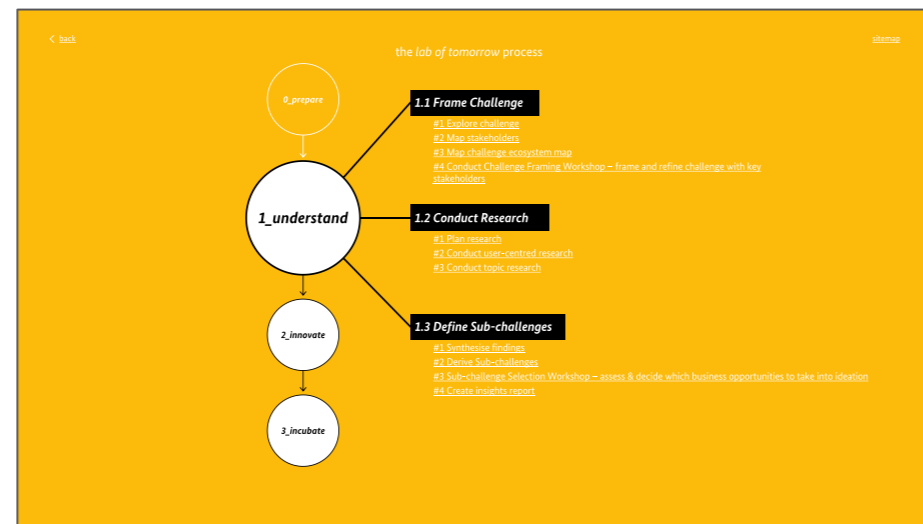 back
sitemap
the lab of tomorrow process
0_prepare
1.1 Frame Challenge
#1 Explore challenge
#2 Map stakeholders
#3 Map challenge ecosystem map
#4 Conduct Challenge Framing Workshop – frame and refine challenge with key
stakeholders
1_understand
1.2 Conduct Research
#1 Plan research
#2 Conduct user-centred research
#3 Conduct topic research
2_innovate
1.3 Define Sub-challenges
#1 Synthesise findings
#2 Derive Sub-challenges
#3 Sub-challenge Selection Workshop – assess & decide which business opportunities to take into ideation
#4 Create insights report
3_incubate